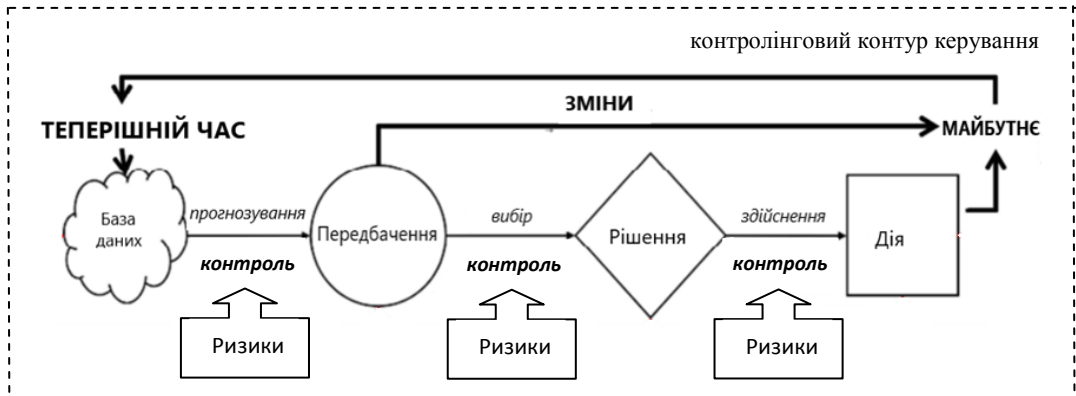 контролінговий контур керування
ЗМІНИ
ТЕПЕРІШНІЙ ЧАС
МАЙБУТНЄ
База
даних
прогнозування
Передбачення
вибір
Рішення
здійснення
Дія
контроль
контроль
контроль
Ризики
Ризики
Ризики